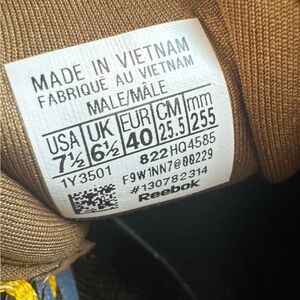 MADE IN VIETNAM
FABRIQUÉ AU VIETNAM
MALE/MÂLE
USA UK EUR CM mm
7½ 6½ 40 25.5 255
1Y3501 822 HQ4585
F9W1NN7@00229
#130782314
Reebok